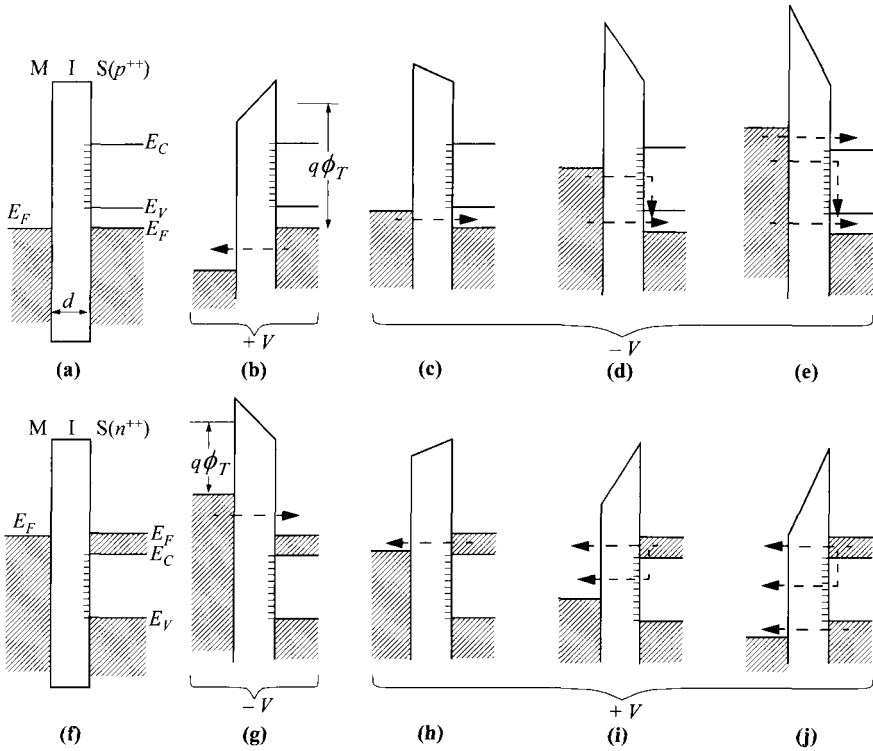 M I S(p⁺⁺)
E_C
E_V
E_F
E_F
d
qϕ_T
+ V
− V
(a) (b) (c) (d) (e)
M I S(n⁺⁺)
E_F
E_F
E_C
E_V
qϕ_T
− V
+ V
(f) (g) (h) (i) (j)